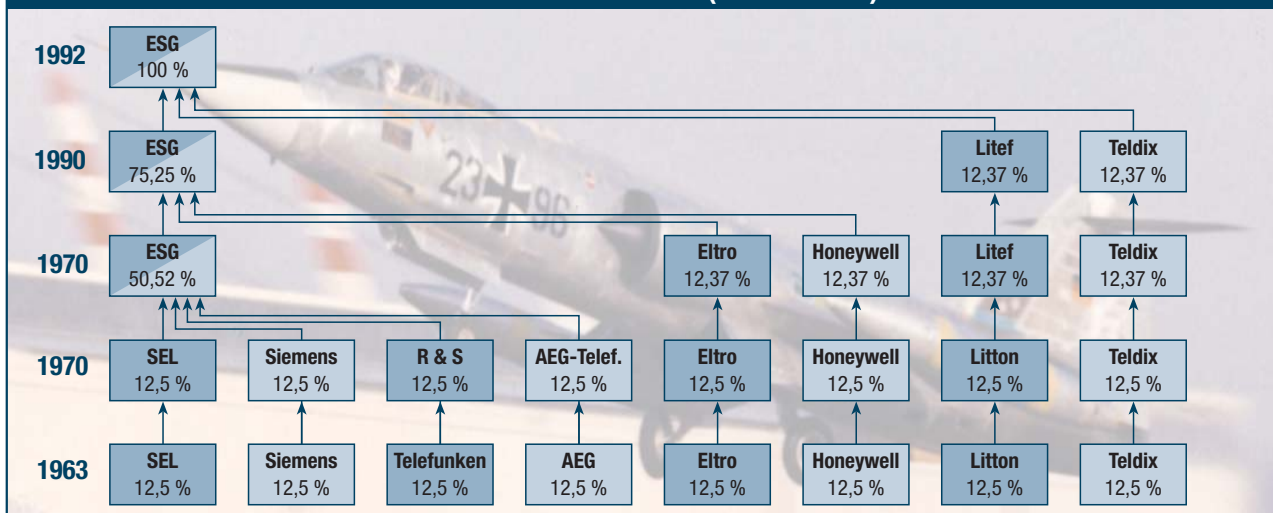 1992
ESG
100 %
1990
ESG
75,25 %
Litef
12,37 %
Teldix
12,37 %
23 96
1970
ESG
50,52 %
Eltro
12,37 %
Honeywell
12,37 %
Litef
12,37 %
Teldix
12,37 %
1970
SEL
12,5 %
Siemens
12,5 %
R & S
12,5 %
AEG-Telef.
12,5 %
Eltro
12,5 %
Honeywell
12,5 %
Litton
12,5 %
Teldix
12,5 %
1963
SEL
12,5 %
Siemens
12,5 %
Telefunken
12,5 %
AEG
12,5 %
Eltro
12,5 %
Honeywell
12,5 %
Litton
12,5 %
Teldix
12,5 %